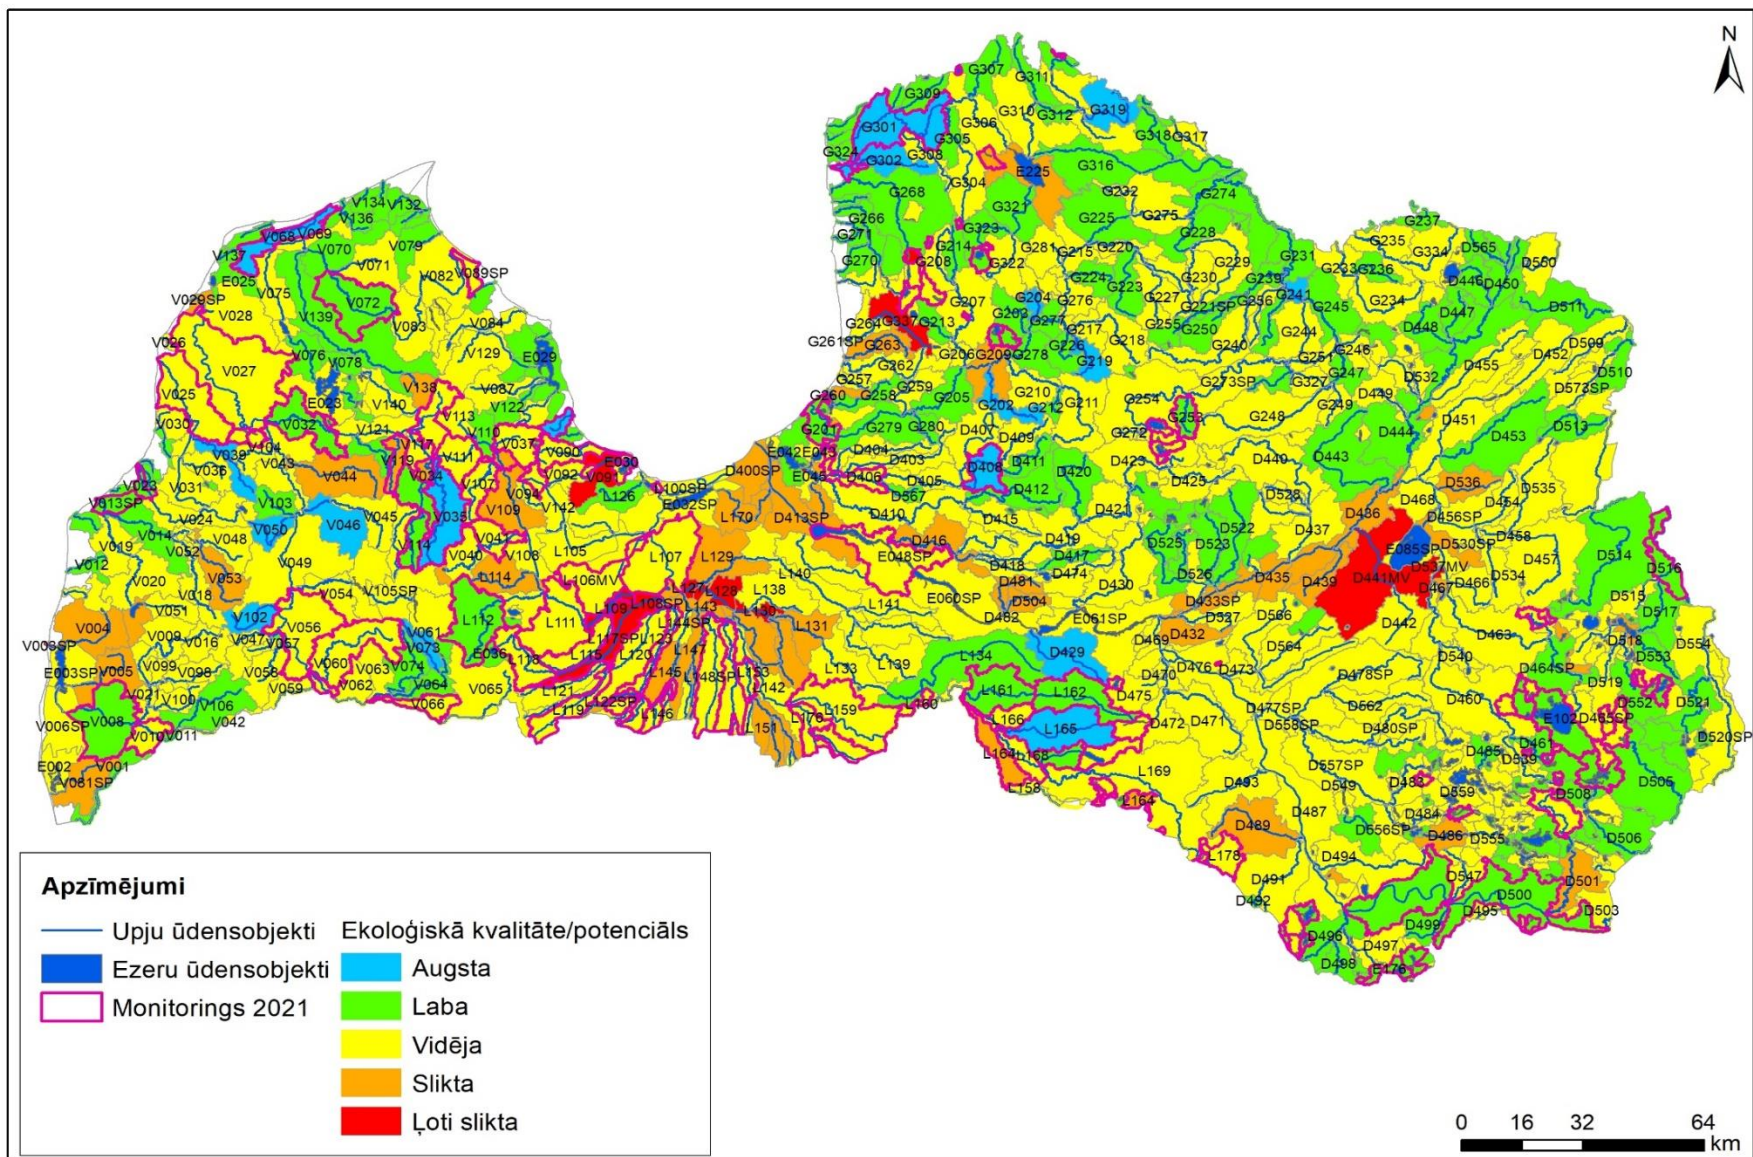 N
G307
G311
G309
G310
G319
G312
G301
G306
G305
G318
G317
G324
G308
G302
G316
E225
G304
G268
G232
G274
V134
V132
V136
G321
G266
G225
G275
G237
V068
V069
G323
G271
G228
G235
V070
V079
G214
G281
G215
G220
G334
D565
V137
G231
G270
G322
G229
G233
G236
D550
V071
G208
E025
V082
V089SP
G224
G230
G239
D446
D450
V075
G223
G241
V072
G207
G204
G276
G227
G221SP
G256
G245
G234
D511
V029SP
V028
V139
G337
G213
G203
G277
D447
V083
V084
G264
G217
G255
G250
G244
D448
V026
G261SP
G263
G226
G218
G240
D509
V076
V078
V129
E029
G206
G209
G278
G219
G251
G246
D452
D455
V027
G262
G247
D532
D510
G257
G259
G273SP
G327
D573SP
V025
V138
V087
G258
G260
G205
G202
G210
G212
G211
G254
G249
D449
E023
V140
V122
V113
G248
D451
V030
V032
V121
V110
G201
G279
G280
D407
D409
G253
D444
D453
D513
V104
V117
V037
G272
V039
V043
V119
V111
V090
E042
E043
D404
D403
D411
D420
D423
D440
D443
V036
V044
V034
V107
V092
E030
V091
D400SP
E045
D406
D408
D425
D536
V023
V031
V094
L126
L100SP
D405
D567
D412
D528
D468
D454
D535
V013SP
V103
V035
V109
V142
E032SP
D413SP
D410
D421
D436
D456SP
V024
V050
V046
V045
L170
D415
D437
D522
V014
V048
V114
V041
D416
D419
D525
D523
E085SP
D530SP
D458
V019
V052
V040
V108
L105
L107
L129
E048SP
D417
D418
D457
D514
V012
V049
L140
D474
D526
D435
D439
D441MV
D537MV
V053
L114
L106MV
D481
D430
D466
D534
D516
V020
V054
V105SP
L127
L128
L138
E060SP
D504
D433SP
D467
D515
V018
L108SP
L141
D527
V051
V102
L109
L143
L130
D482
E061SP
D566
D442
D517
V004
V056
V061
L112
L111
L144SP
L131
D432
D463
D518
V003SP
V009
V016
V047
V057
V073
L117SP
L123
D469
D564
D554
L115
L120
L147
D429
D540
D553
V005
V099
V098
V058
V060
V063
V074
E036
L118
L134
D476
D473
D464SP
E003SP
L145
L148SP
L153
L133
L139
D470
D478SP
D519
V021
V062
V064
L142
L161
L162
D475
D460
D552
V100
V106
V059
V065
L121
L122SP
L160
D562
D521
V008
V042
V066
L119
L146
L159
L176
D477SP
E102
D465SP
V006SP
V010
V011
L151
L166
L165
D472
D471
D558SP
D480SP
D520SP
D485
D461
E002
V001
L164
L168
L169
D557SP
D539
D505
V081SP
L158
D493
D549
D483
D559
L164
D508
D487
D484
D489
D556SP
D486
D555
D506
L178
D494
D547
D501
D491
D500
D492
D495
D503
D496
D499
D497
D498
E176
Apzīmējumi
Upju ūdensobjekti
Ezeru ūdensobjekti
Monitorings 2021
Ekoloģiskā kvalitāte/potenciāls
Augsta
Laba
Vidēja
Slikta
Ļoti slikta
0 16 32 64
km